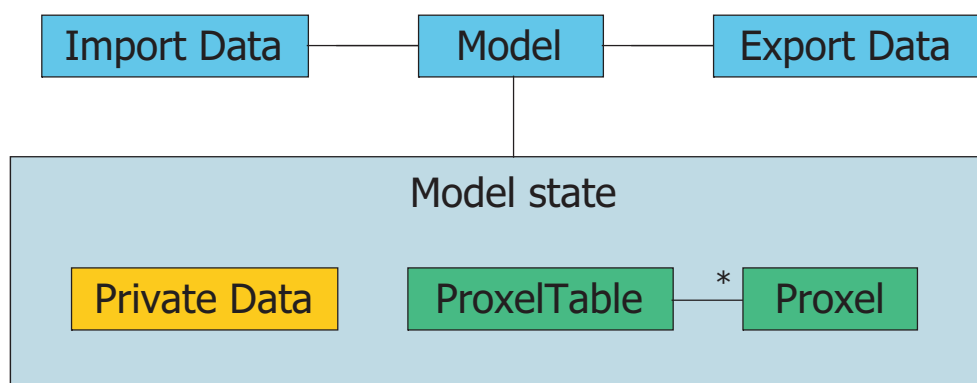 Import Data
Model
Export Data
Model state
Private Data
ProxelTable
*
Proxel